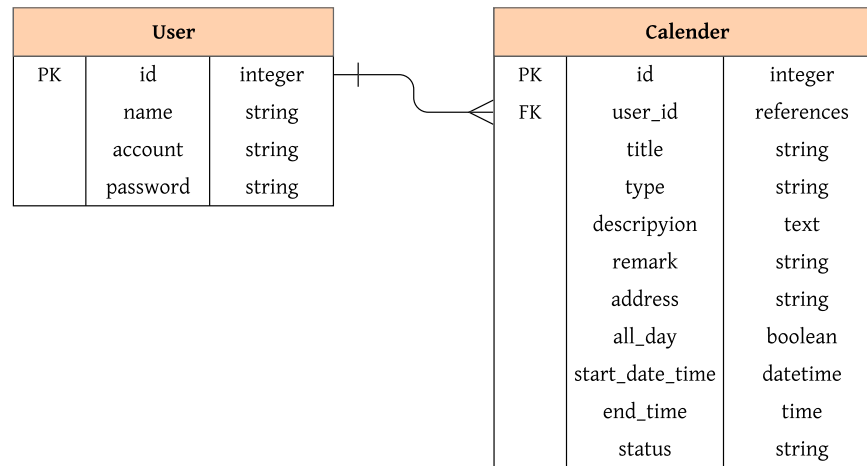 User
PK id integer
name string
account string
password string
Calender
PK id integer
FK user_id references
title string
type string
descripyion text
remark string
address string
all_day boolean
start_date_time datetime
end_time time
status string